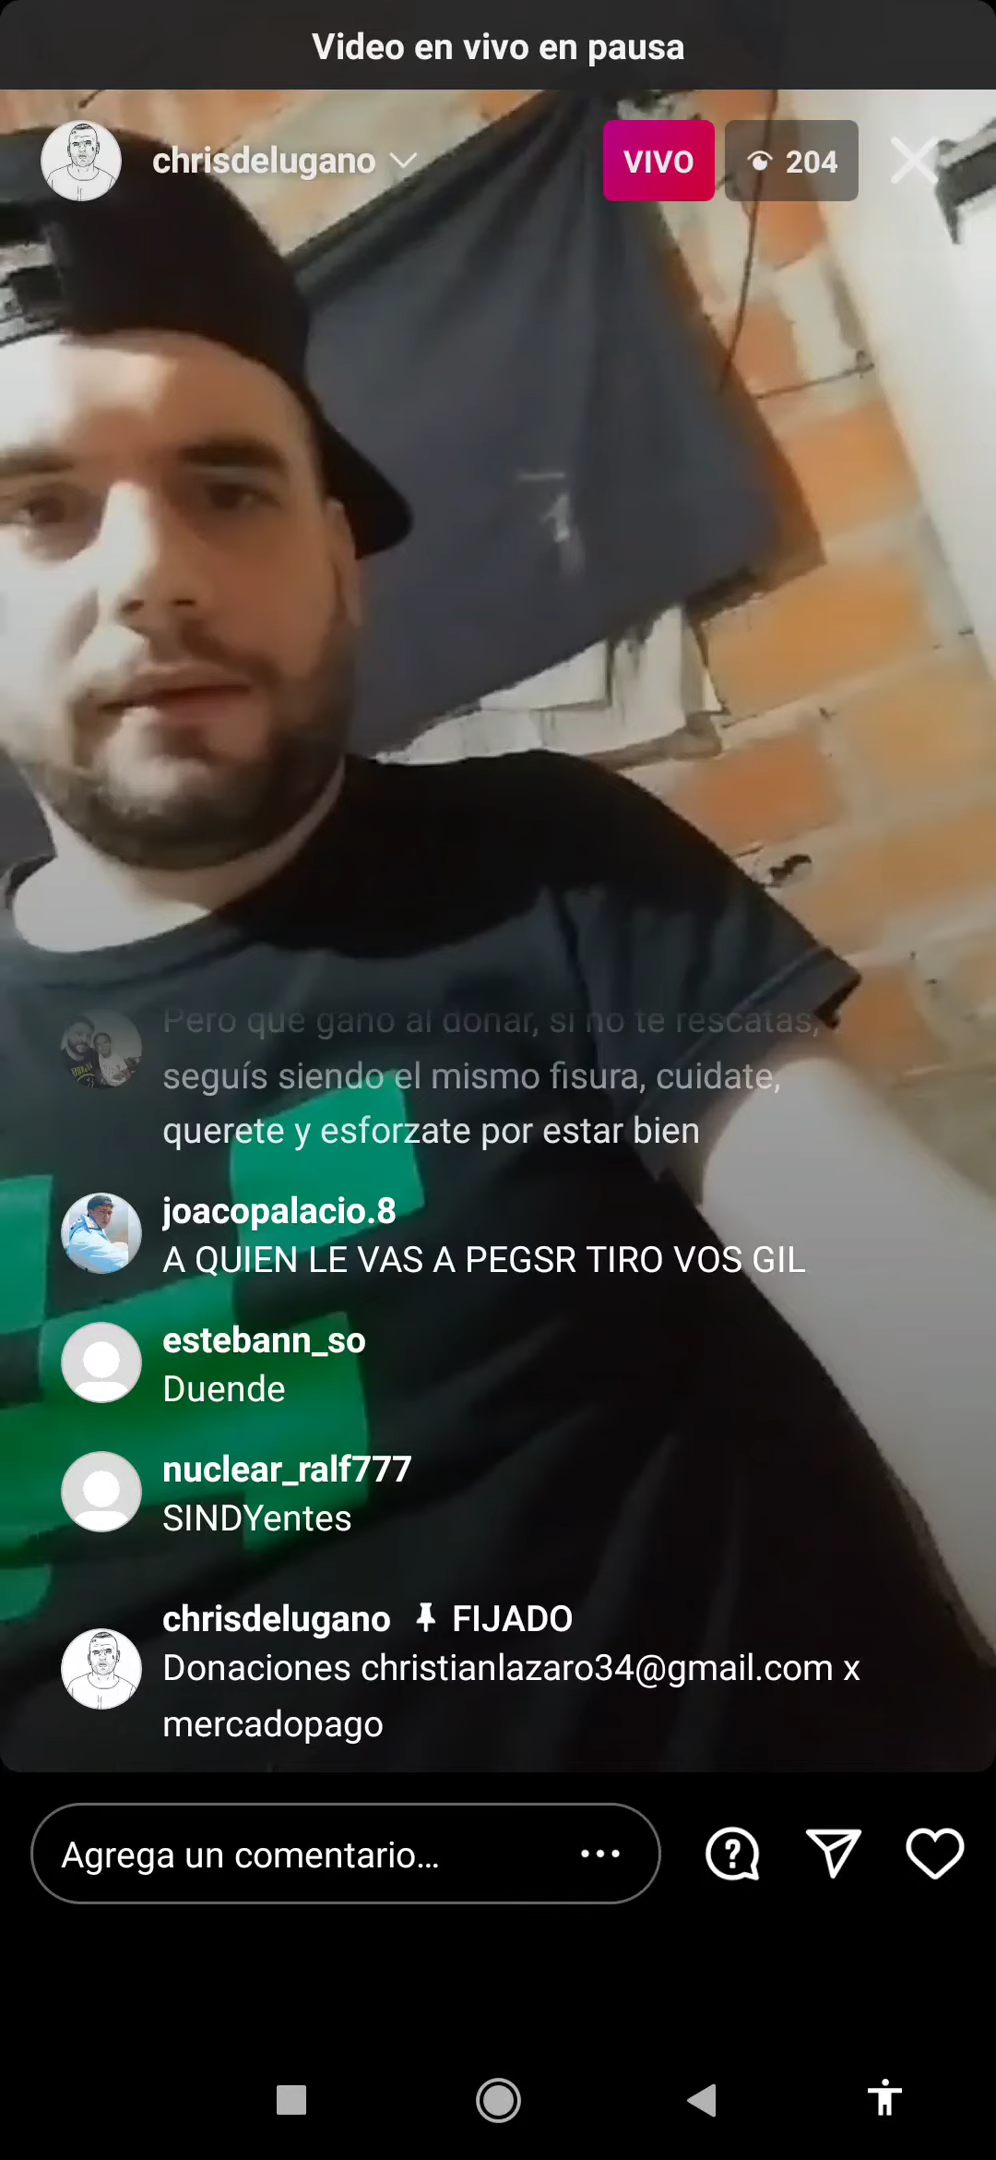 Video en vivo en pausa
chrisdelugano
VIVO
204
Pero que gano al donar, si no te rescatas,
seguís siendo el mismo fisura, cuidate,
querete y esforzate por estar bien
joacopalacio.8
A QUIEN LE VAS A PEGSR TIRO VOS GIL
estebann_so
Duende
nuclear_ralf777
SINDYentes
chrisdelugano FIJADO
Donaciones christianlazaro34@gmail.com x
mercadopago
Agrega un comentario...